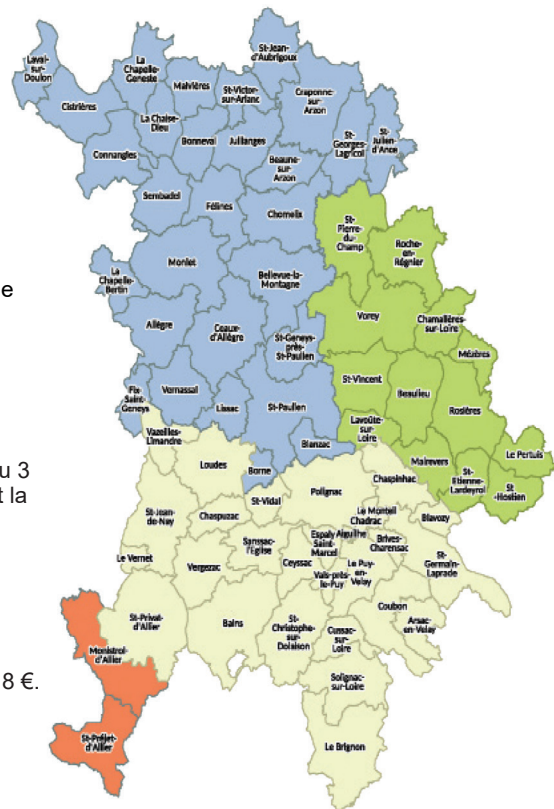 Laval-
sur-
Doulon
Cistrières
La
Chapelle-
Geneste
Malvières
St-Victor-
sur-Arlanc
St-Jean-
d'Aubrigoux
Craponne-
sur-
Arzon
La Chaise-
Dieu
Bonneval
Jullianges
Connangles
Beaune-
sur-
Arzon
St-
Georges-
Lagricol
St-
Julien-
d'Ance
Sembadel
Félines
Chomelix
St-
Pierre-
du-
Champ
Roche-
en-
Régnier
La
Chapelle-
Bertin
Monlet
Bellevue-la-
Montagne
e
Allègre
Céaux-
d'Allègre
St-Geneys-
près-
St-Paulien
Vorey
Chamalières-
sur-Loire
Mézères
Fix-
Saint-
Geneys
Vernassal
Lissac
St-Paulien
St-Vincent
Beaulieu
Rosières
Vazeilles-
Limandre
Blanzac
Lavoûte-
sur-
Loire
Malrevers
St-
Etienne-
Lardeyrol
Le Pertuis
St
-Hostien
u 3
t la
Loudes
Borne
St-Vidal
Polignac
Chaspinhac
St-Jean-
de-Nay
Chaspuzac
Sanssac-
l'Eglise
Le Monteil
Chadrac
Blavozy
Espaly
Saint-
Marcel
Aiguilhe
Brives-
Charensac
St-
Germain-
Laprade
Le Vernet
Vergezac
Ceyssac
Le Puy-
en-
Velay
Vals-près-
le-Puy
St-Privat-
d'Allier
Bains
St-
Christophe-
sur-
Dolaison
Coubon
Arsac-
en-Velay
Cussac-
sur-
Loire
Monistrol-
d'Allier
Solignac-
sur-Loire
8 €.
St-Préjet-
d'Allier
Le Brignon